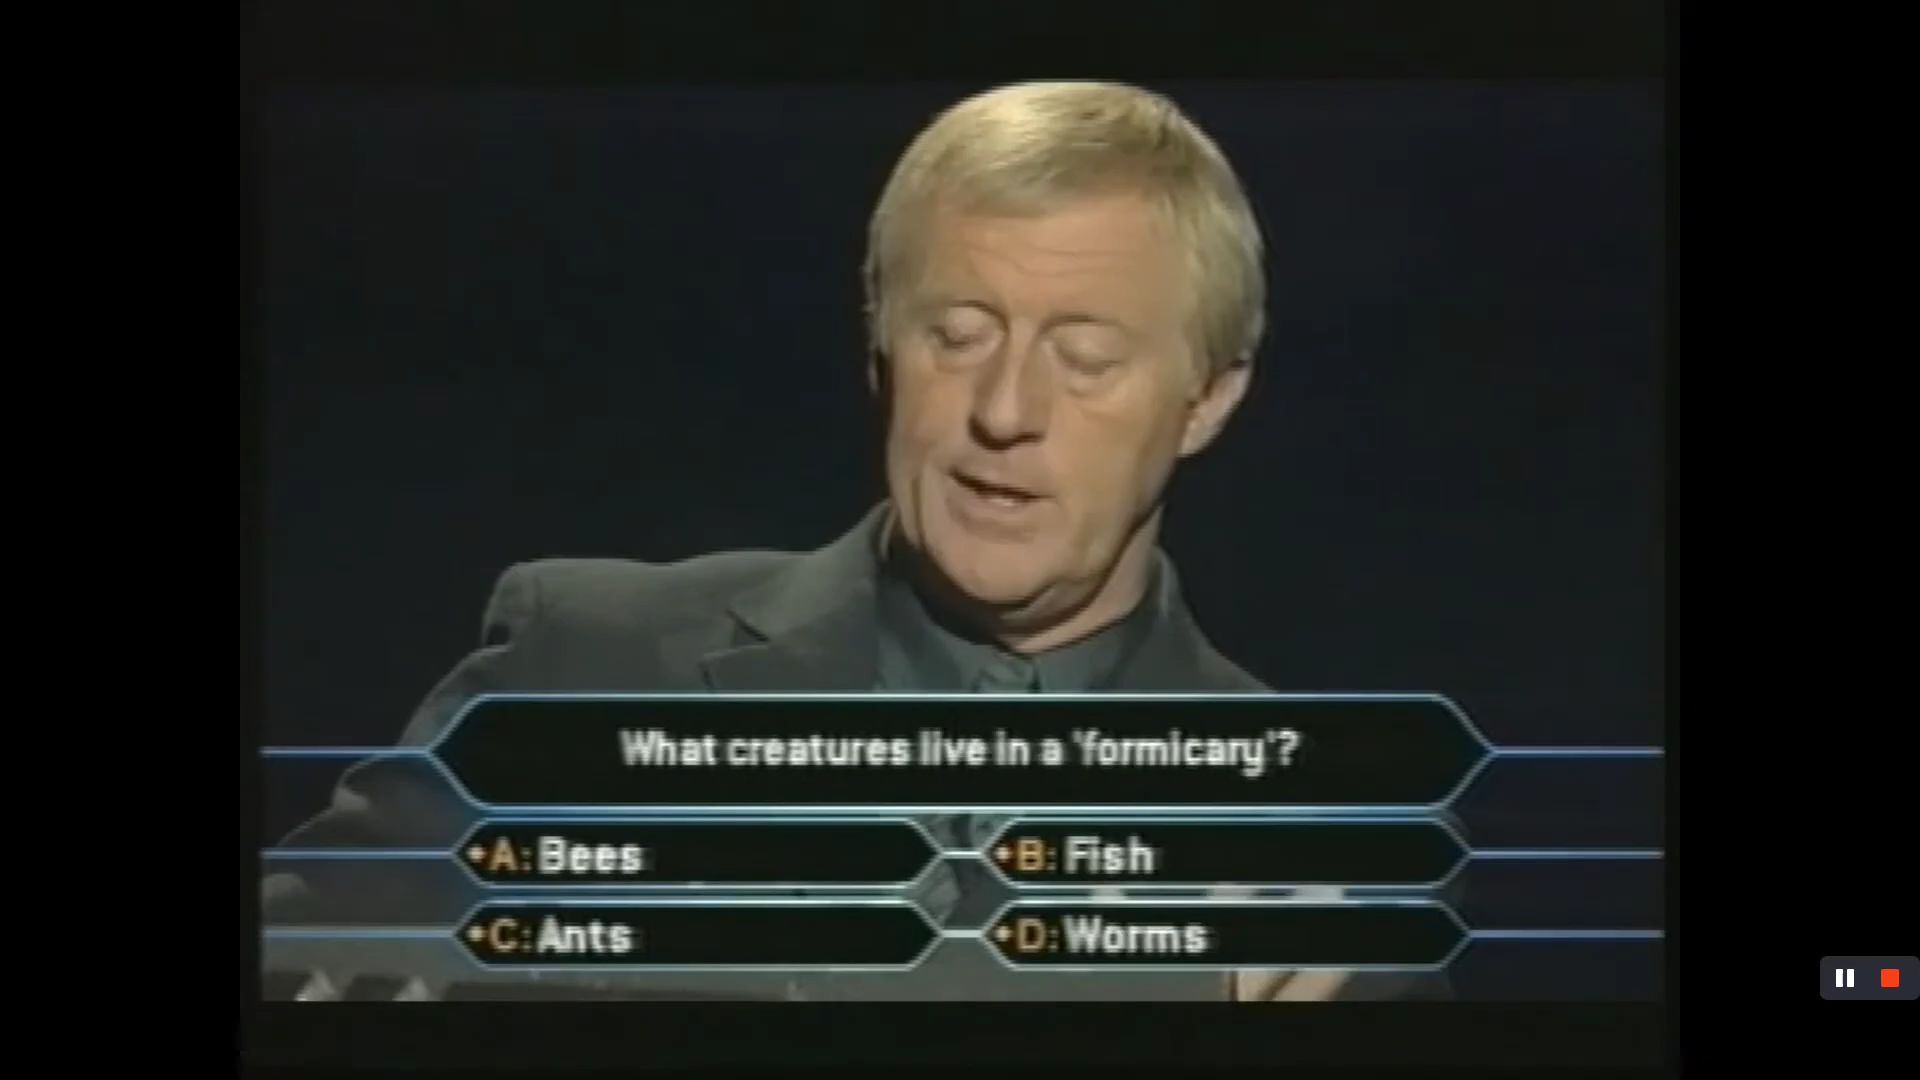 What creatures live in a 'formicary'?
A: Bees
B: Fish
C: Ants
D: Worms